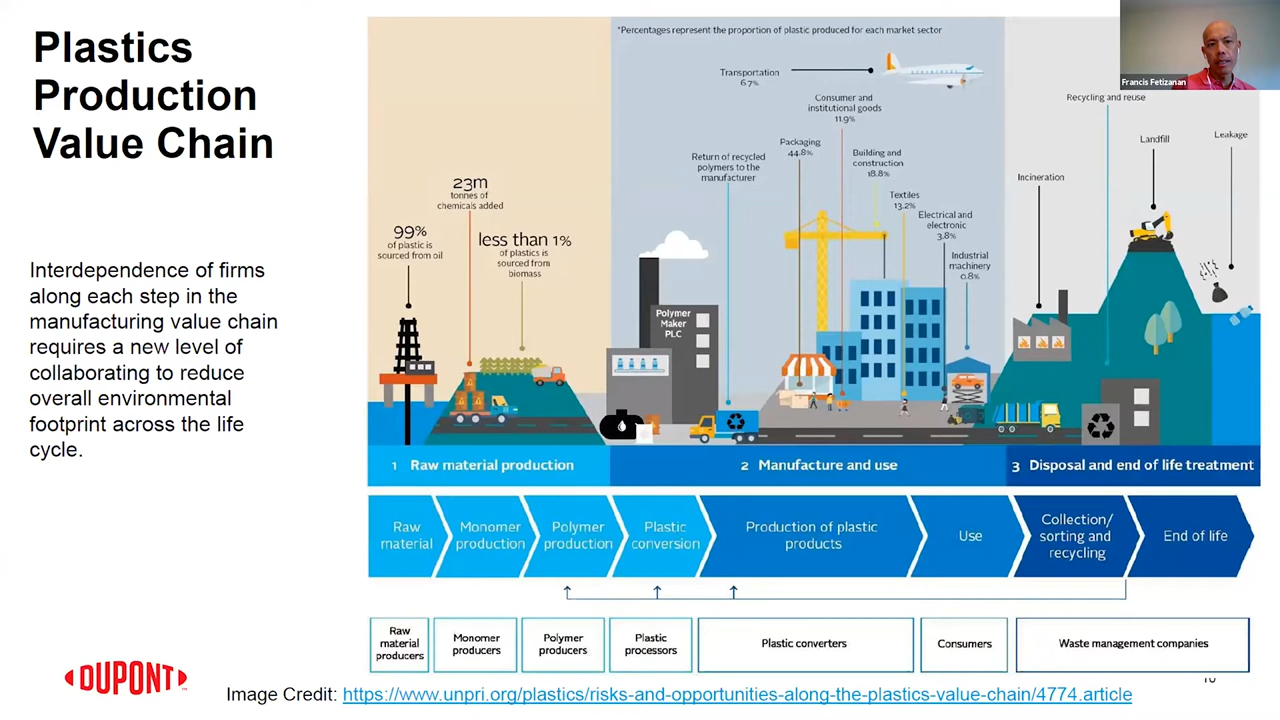 Plastics
Production
Value Chain
Interdependence of firms
along each step in the
manufacturing value chain
requires a new level of
collaborating to reduce
overall environmental
footprint across the life
cycle.
*Percentages represent the proportion of plastic produced for each market sector
Francis Fetizanan
Transportation
6.7%
Consumer and
institutional goods
11.9%
Packaging
44.8%
Building and
construction
18.8%
Return of recycled
polymers to the
manufacturer
Textiles
13.2%
Electrical and
electronic
3.8%
Industrial
machinery
0.8%
Recycling and reuse
Landfill
Leakage
Incineration
23m
tonnes of
chemicals added
99%
of plastic is
sourced from oil
less than 1%
of plastics is
sourced from
biomass
Polymer
Maker
PLC
1 Raw material production
2 Manufacture and use
3 Disposal and end of life treatment
Raw
material
Monomer
production
Polymer
production
Plastic
conversion
Production of plastic
products
Use
Collection/
sorting and
recycling
End of life
Raw
material
producers
Monomer
producers
Polymer
producers
Plastic
processors
Plastic converters
Consumers
Waste management companies
DUPONT
Image Credit: https://www.unpri.org/plastics/risks-and-opportunities-along-the-plastics-value-chain/4774.article